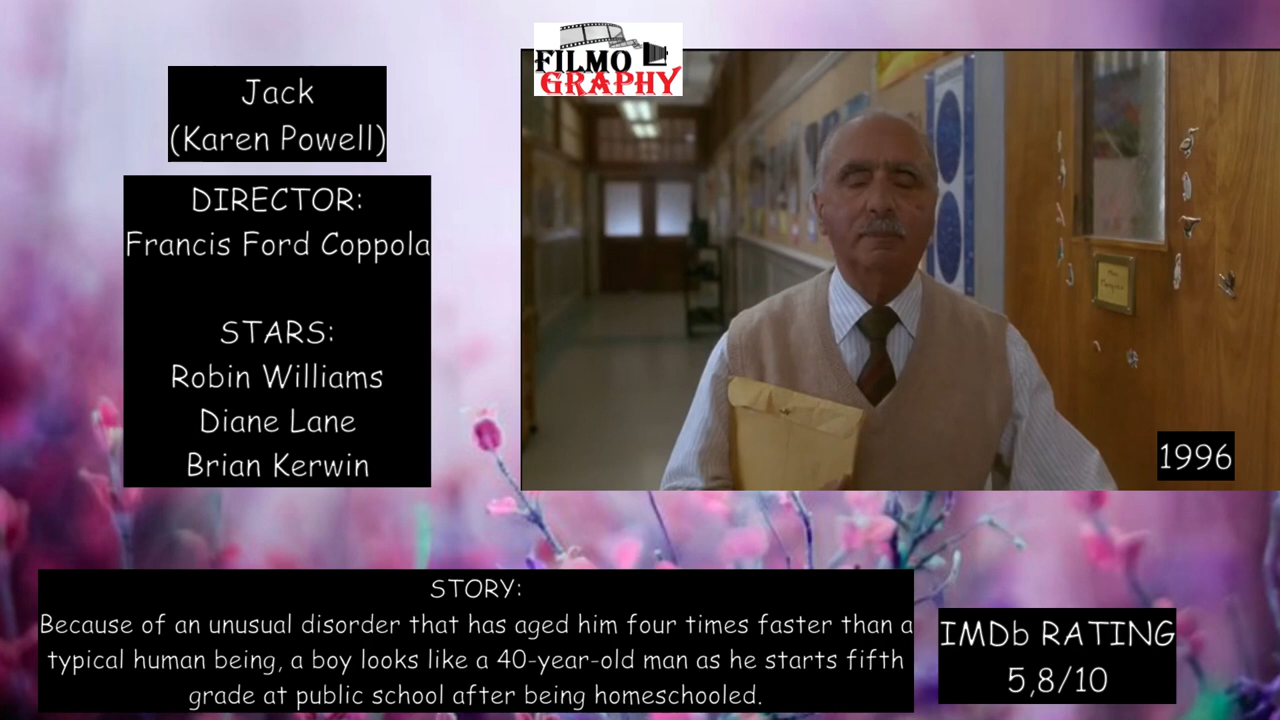 FILMO
GRAPHY
Jack
(Karen Powell)
DIRECTOR:
Francis Ford Coppola
STARS:
Robin Williams
Diane Lane
Brian Kerwin
1996
STORY:
Because of an unusual disorder that has aged him four times faster than a
typical human being, a boy looks like a 40-year-old man as he starts fifth
grade at public school after being homeschooled.
IMDb RATING
5,8/10